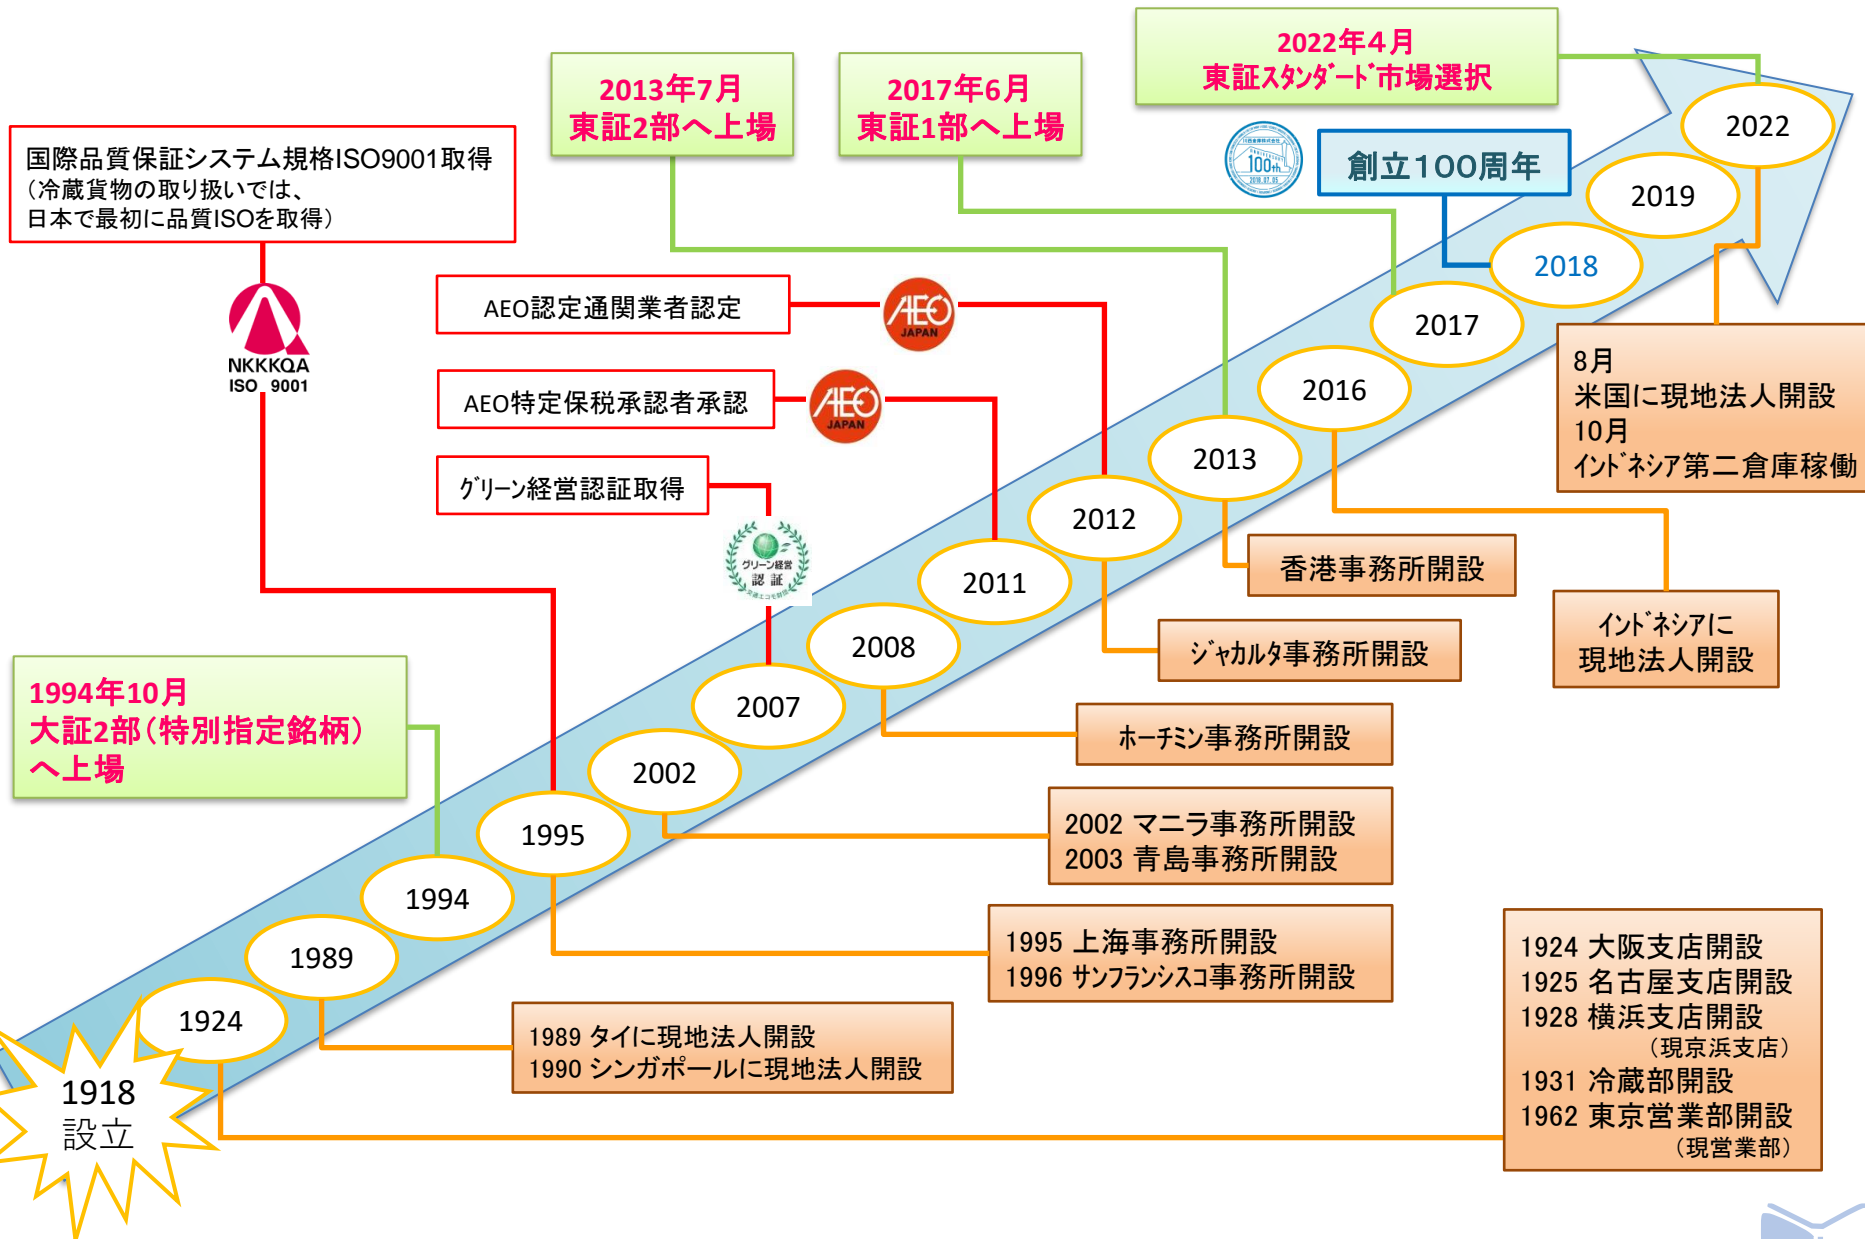 2022年4月
東証ｽﾀﾝﾀﾞｰﾄﾞ市場選択
2013年7月
東証2部へ上場
2017年6月
東証1部へ上場
国際品質保証システム規格ISO9001取得
（冷蔵貨物の取り扱いでは、
日本で最初に品質ISOを取得）
100th
2018.07.05
創立100周年
2022
2019
2018
2017
2016
2013
2012
2011
2008
2007
2002
1995
1994
1989
1924
1918
設立
NKKKQA
ISO 9001
AEO認定通関業者認定
AEO
JAPAN
AEO特定保税承認者承認
AEO
JAPAN
ｸﾞﾘｰﾝ経営認証取得
グリーン経営
認証
8月
米国に現地法人開設
10月
ｲﾝﾄﾞﾈｼｱ第二倉庫稼働
香港事務所開設
ｲﾝﾄﾞﾈｼｱに
現地法人開設
ｼﾞｬｶﾙﾀ事務所開設
1994年10月
大証2部（特別指定銘柄）
へ上場
ﾎｰﾁﾐﾝ事務所開設
2002 マニラ事務所開設
2003 青島事務所開設
1995 上海事務所開設
1996 ｻﾝﾌﾗﾝｼｽｺ事務所開設
1989 タイに現地法人開設
1990 シンガポールに現地法人開設
1924 大阪支店開設
1925 名古屋支店開設
1928 横浜支店開設
（現京浜支店）
1931 冷蔵部開設
1962 東京営業部開設
（現営業部）